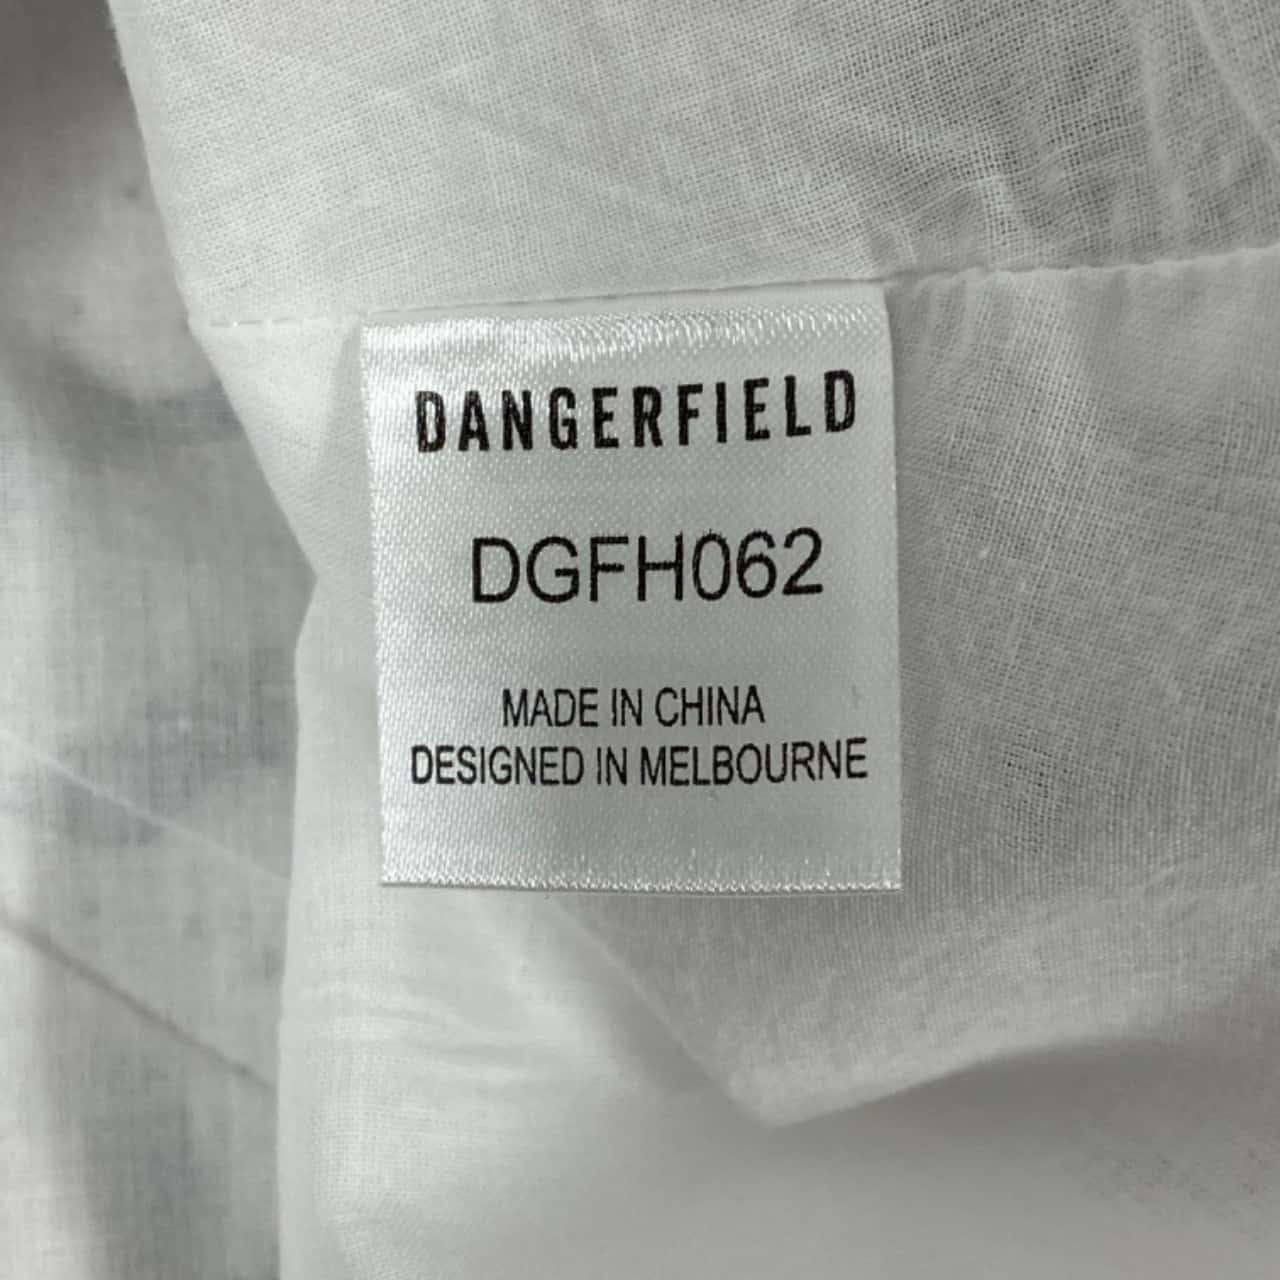 DANGERFIELD
DGFH062
MADE IN CHINA
DESIGNED IN MELBOURNE